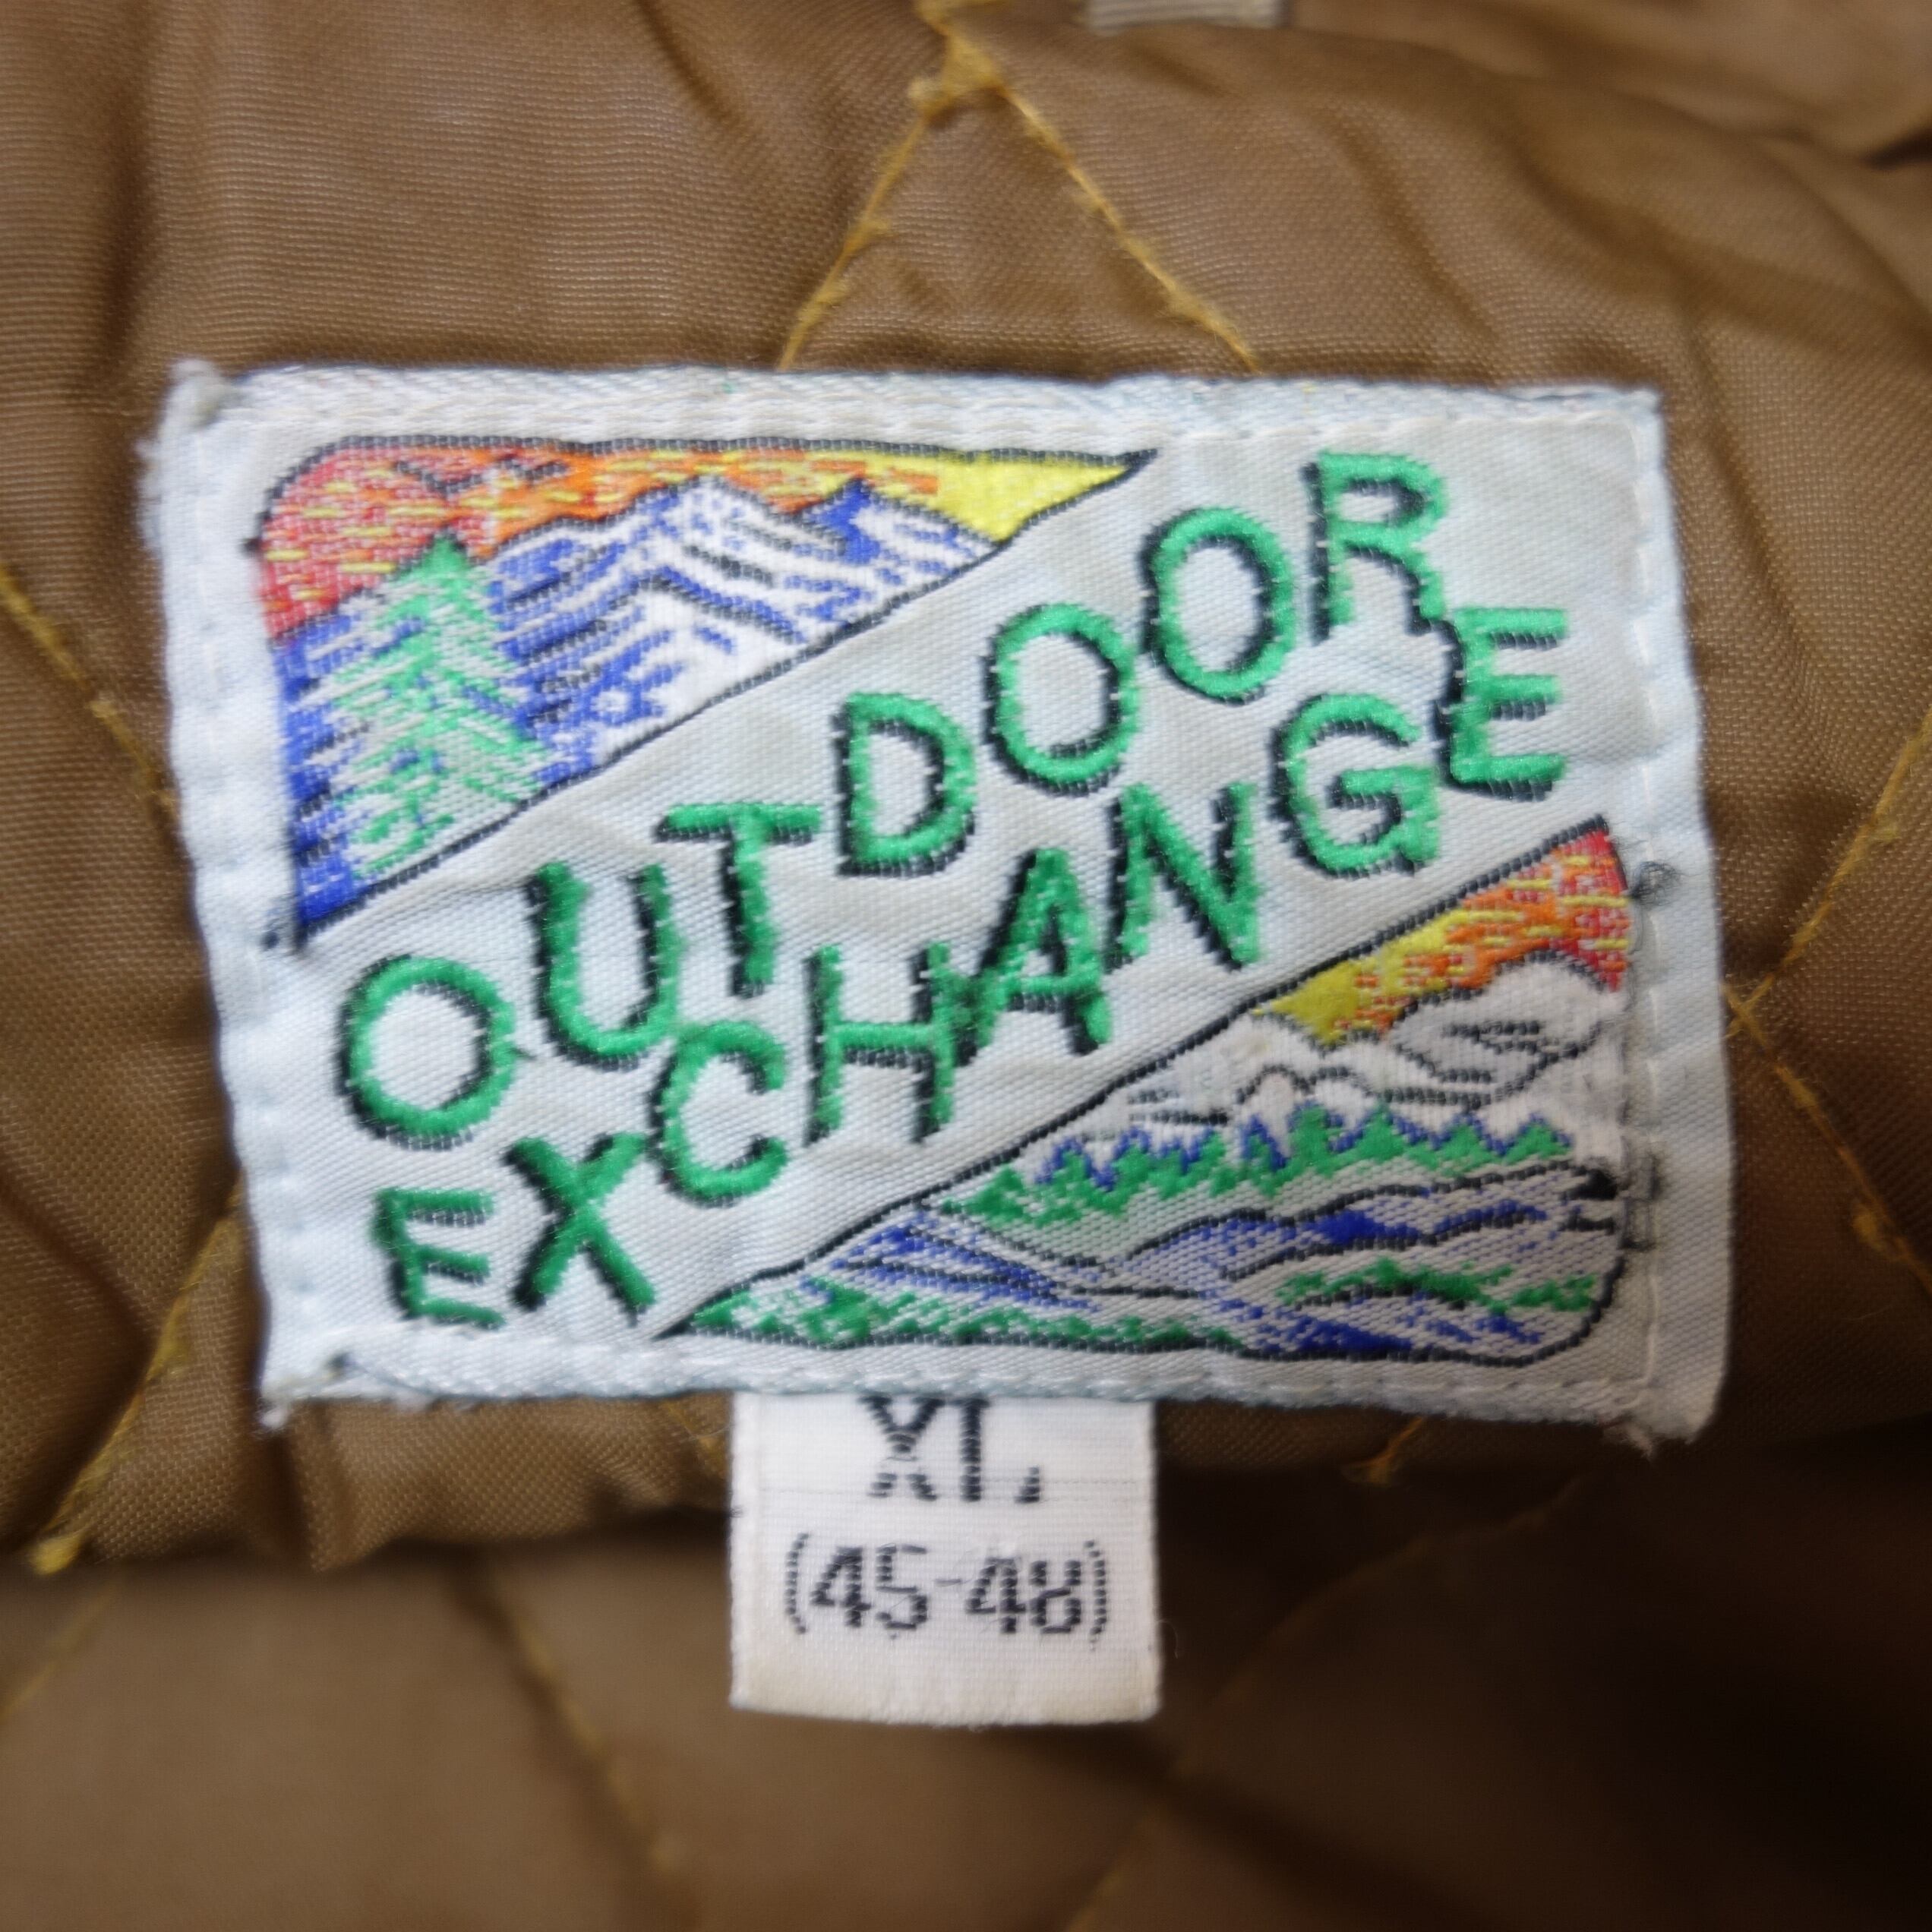 OUTDOOR
EXCHANGE
XL
(45-48)